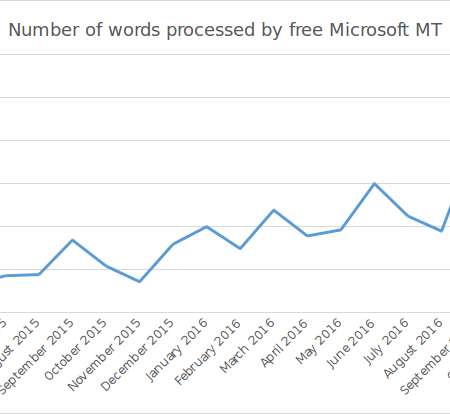 Number of words processed by free Microsoft MT
September 2015
October 2015
November 2015
December 2015
January 2016
February 2016
March 2016
April 2016
May 2016
June 2016
July 2016
August 2016